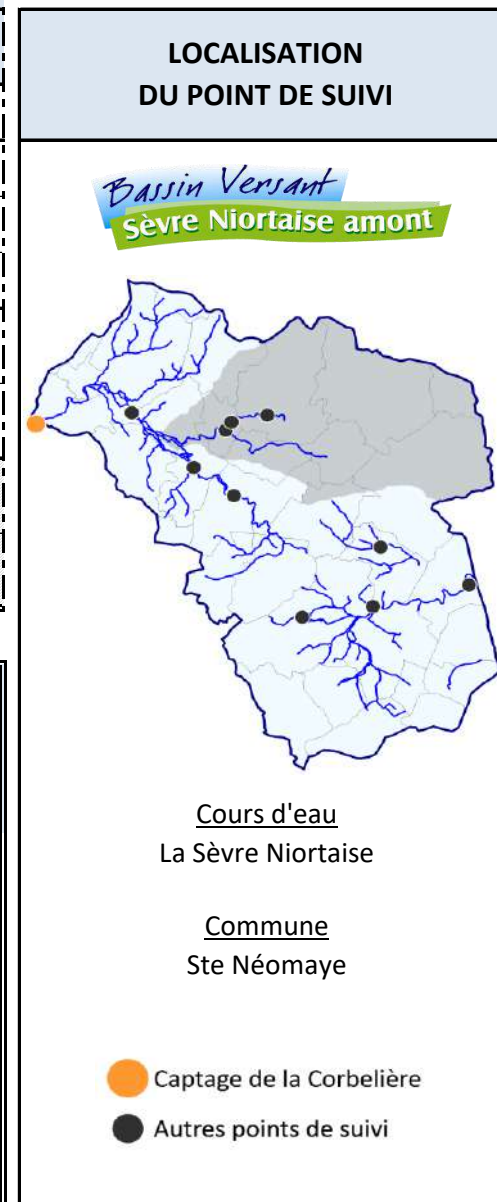 LOCALISATION
DU POINT DE SUIVI
Bassin Versant
Sèvre Niortaise amont
Cours d'eau
La Sèvre Niortaise
Commune
Ste Néomaye
Captage de la Corbelière
Autres points de suivi